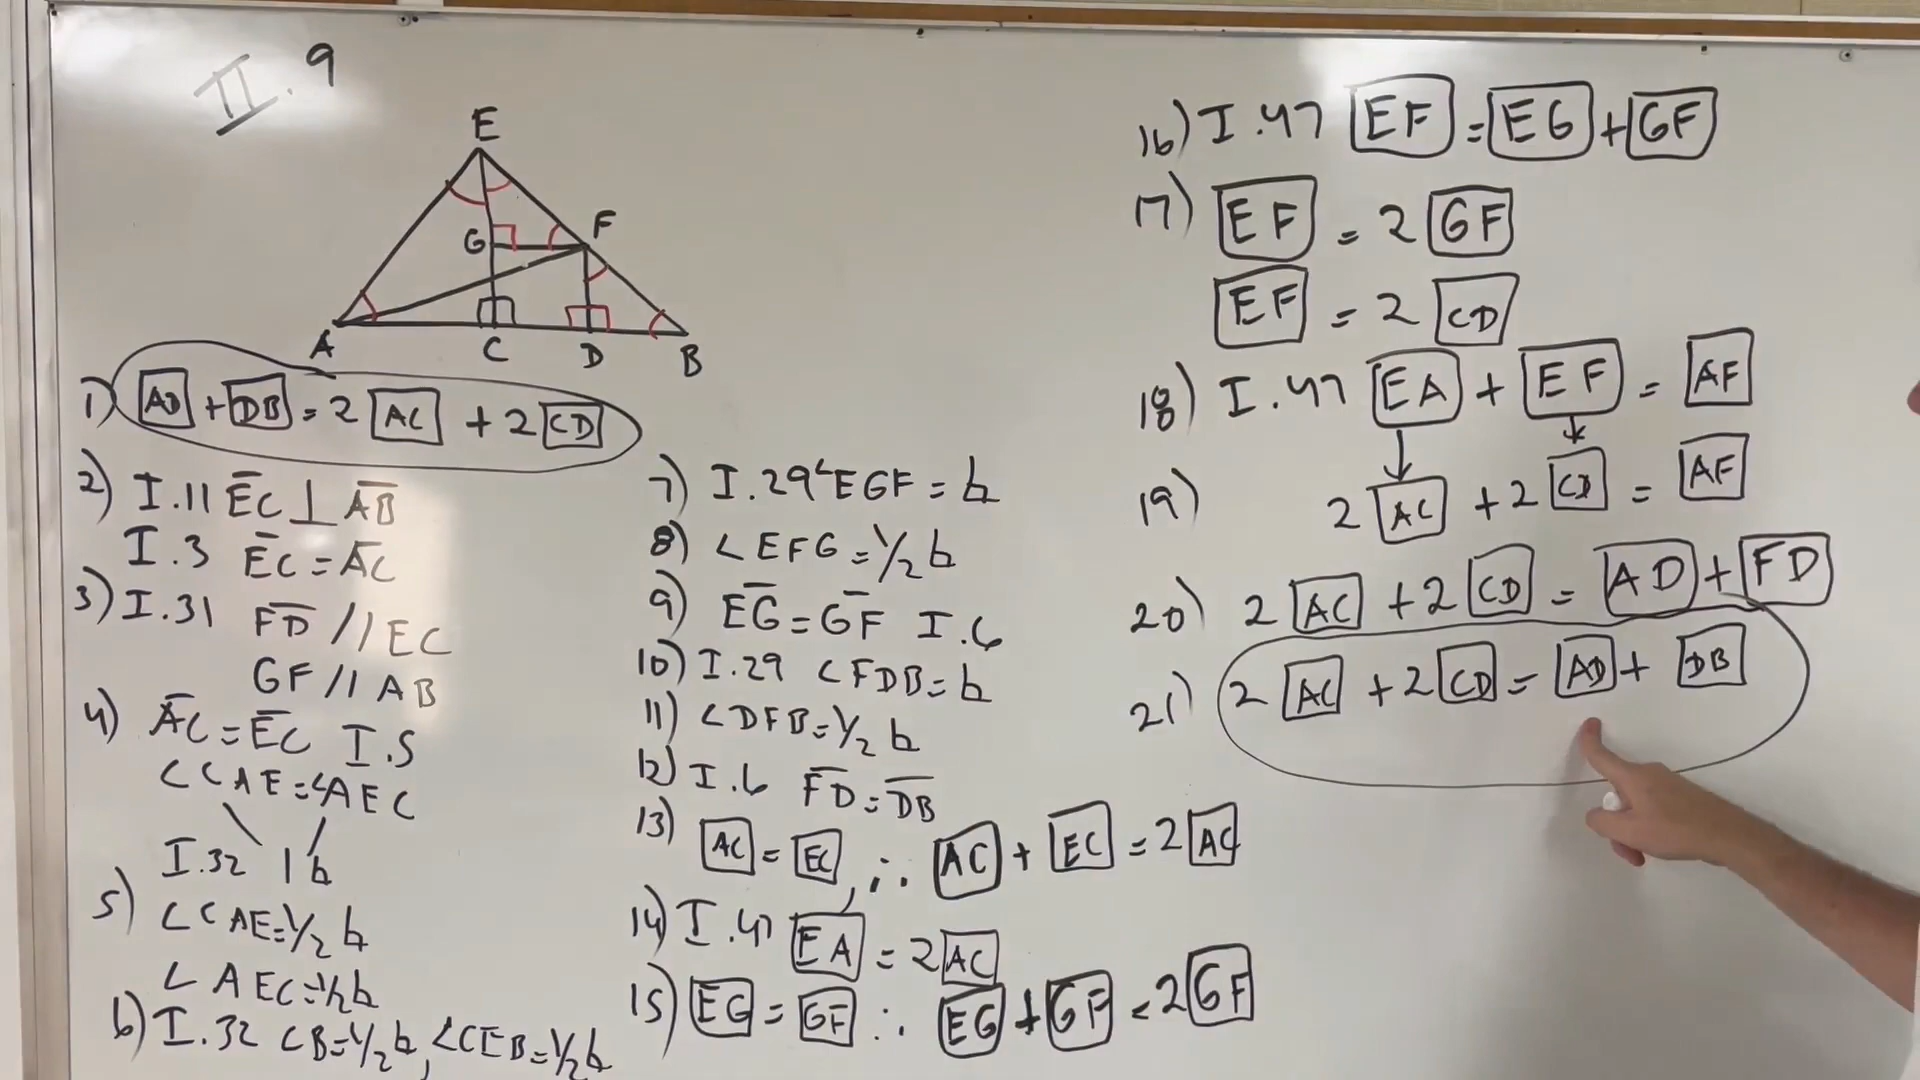 II.9
E
G F
A C D B
1) AD + DB = 2 AC + 2 CD
2) I.11 EC ⊥ AB
I.3 EC = AC
3) I.31 FD // EC
GF // AB
4) AC = EC I.5
∠CAE = ∠AEC
I.32 1 b
5) ∠CAE = 1/2 b
∠AEC = 1/2 b
6) I.32 ∠B = 1/2 b, ∠CEB = 1/2 b
7) I.29 ∠EGF = b
8) ∠EFG = 1/2 b
9) EG = GF I.6
10) I.29 ∠FDB = b
11) ∠DFB = 1/2 b
12) I.6 FD = DB
13) AC = EC, ∴ AC + EC = 2 AC
14) I.47 EA = 2 AC
15) EG = GF ∴ EG + GF = 2 GF
16) I.47 EF = EG + GF
17) EF = 2 GF
EF = 2 CD
18) I.47 EA + EF = AF
19) 2 AC + 2 CD = AF
20) 2 AC + 2 CD = AD + FD
21) 2 AC + 2 CD = AD + DB